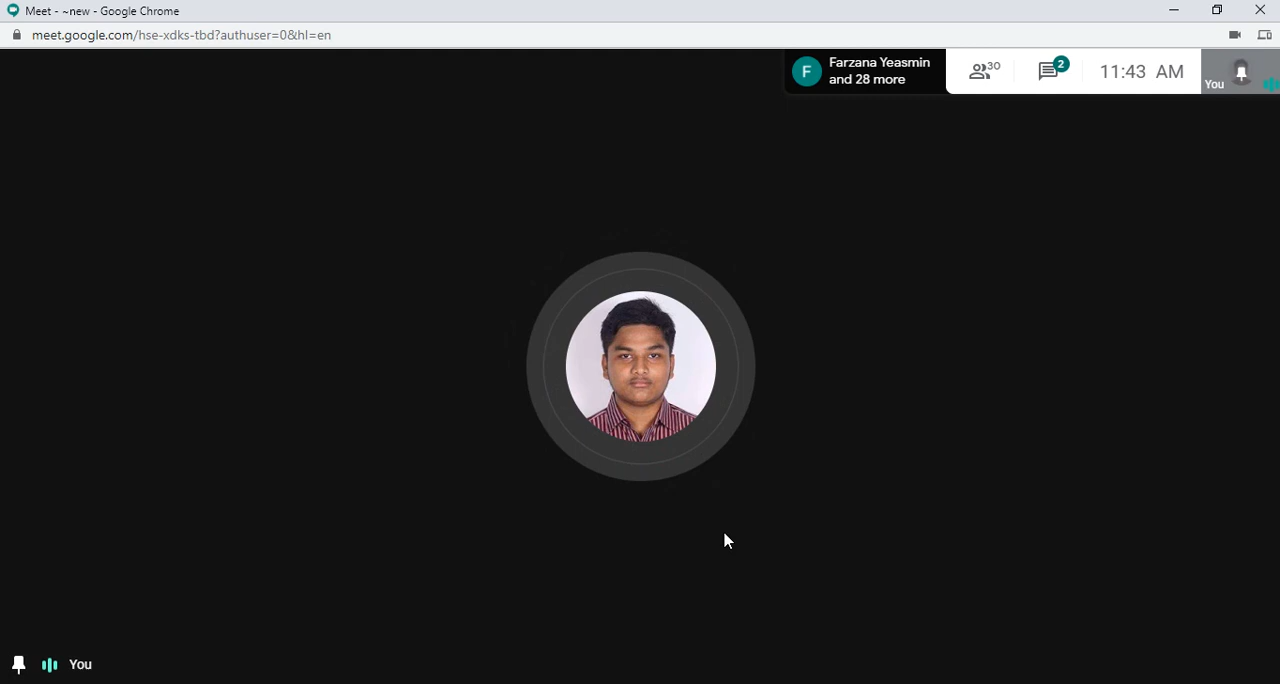 Meet - ~new - Google Chrome
meet.google.com/hse-xdks-tbd?authuser=0&hl=en
F
Farzana Yeasmin
and 28 more
30
2
11:43 AM
You
You